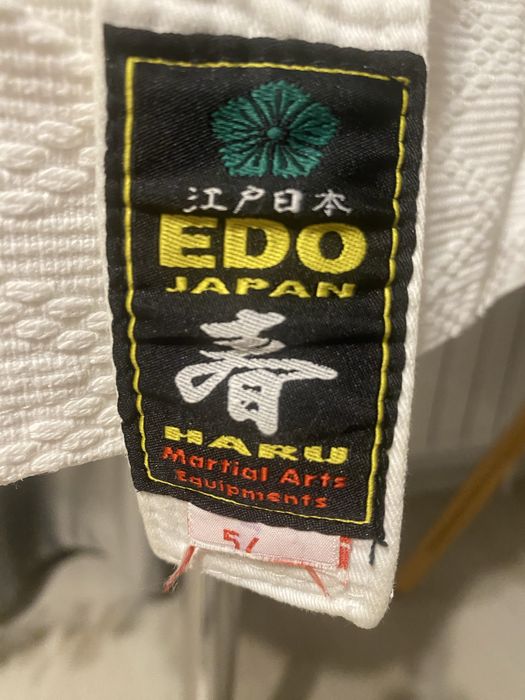 江戸日本
EDO
JAPAN
春
HARU
Martial Arts
Equipments